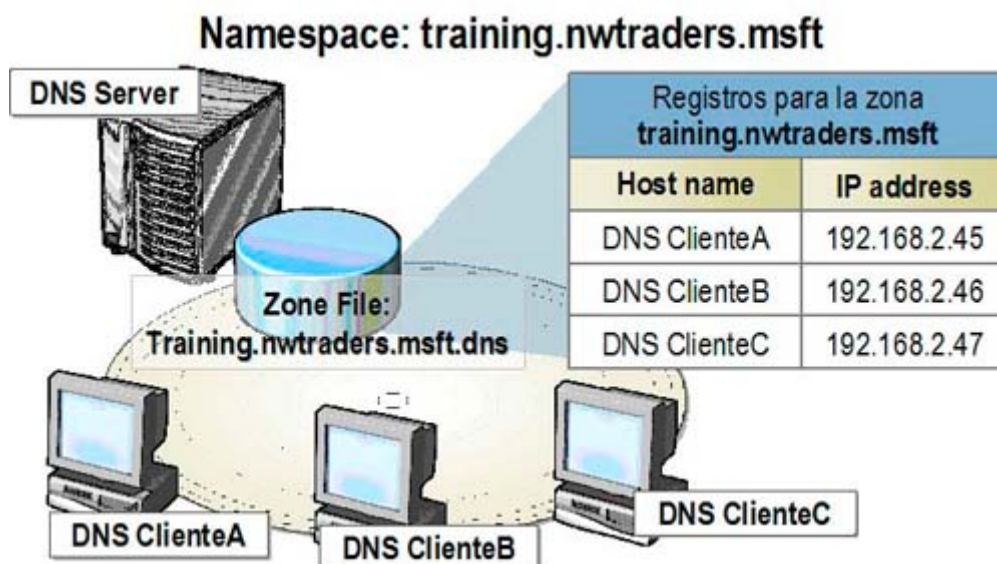 Namespace: training.nwtraders.msft
DNS Server
Registros para la zona
training.nwtraders.msft
Host name IP address
DNS ClienteA 192.168.2.45
DNS ClienteB 192.168.2.46
DNS ClienteC 192.168.2.47
Zone File:
Training.nwtraders.msft.dns
DNS ClienteA
DNS ClienteB
DNS ClienteC